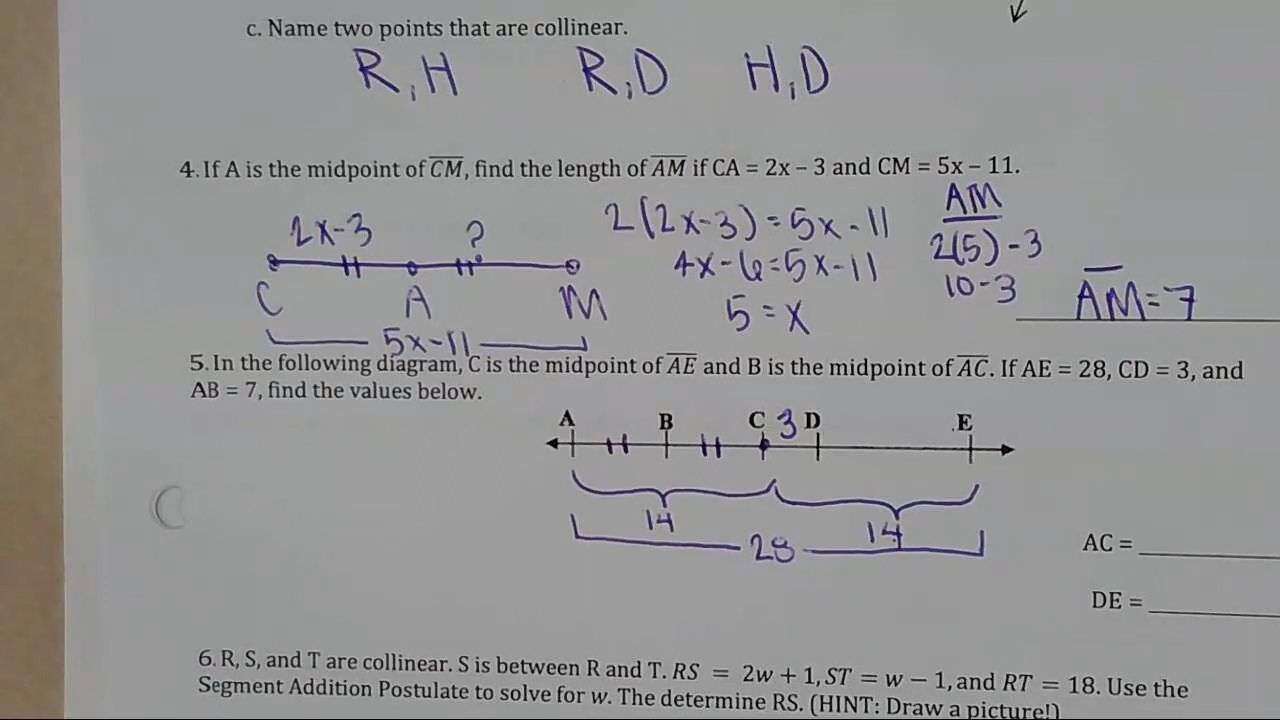 c. Name two points that are collinear.
R, H R, D H, D
4. If A is the midpoint of CM, find the length of AM if CA = 2x – 3 and CM = 5x – 11.
AM
2x-3 ? 2(2x-3)=5x-11
2(5)-3
4x-6=5x-11
10-3
C A M 5=x AM=7
5x-11
5. In the following diagram, C is the midpoint of AE and B is the midpoint of AC. If AE = 28, CD = 3, and
AB = 7, find the values below.
A B C 3 D E
14 14
28
AC =
DE =
6. R, S, and T are collinear. S is between R and T. RS = 2w + 1, ST = w − 1, and RT = 18. Use the
Segment Addition Postulate to solve for w. The determine RS. (HINT: Draw a picture!)